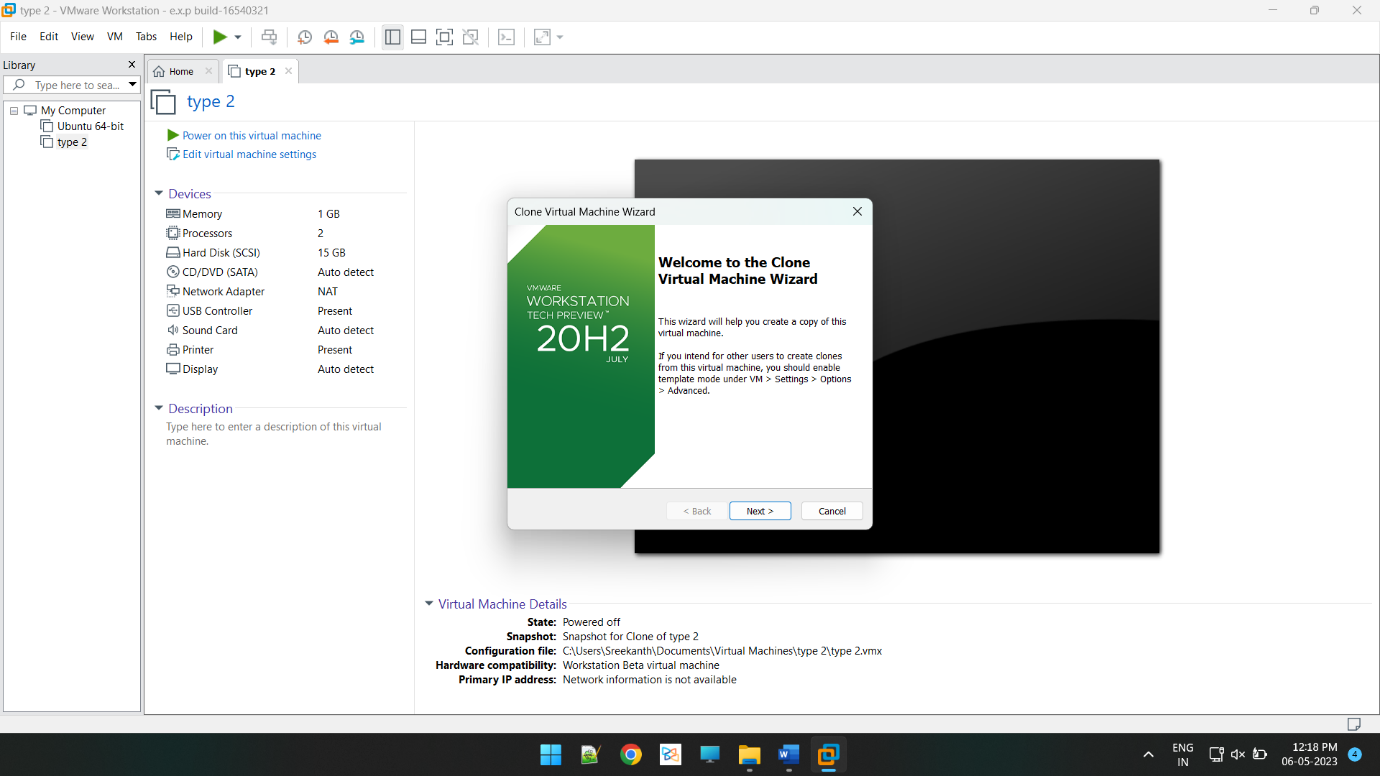 type 2 - VMware Workstation - e.x.p build-16540321
File Edit View VM Tabs Help
Library
Type here to sea...
My Computer
Ubuntu 64-bit
type 2
Home
type 2
type 2
Power on this virtual machine
Edit virtual machine settings
Devices
Memory 1 GB
Processors 2
Hard Disk (SCSI) 15 GB
CD/DVD (SATA) Auto detect
Network Adapter NAT
USB Controller Present
Sound Card Auto detect
Printer Present
Display Auto detect
Description
Type here to enter a description of this virtual
machine.
Clone Virtual Machine Wizard
VMWARE
WORKSTATION
TECH PREVIEW™
20H2
JULY
Welcome to the Clone
Virtual Machine Wizard
This wizard will help you create a copy of this
virtual machine.
If you intend for other users to create clones
from this virtual machine, you should enable
template mode under VM > Settings > Options
> Advanced.
< Back Next > Cancel
Virtual Machine Details
State: Powered off
Snapshot: Snapshot for Clone of type 2
Configuration file: C:\Users\Sreekanth\Documents\Virtual Machines\type 2\type 2.vmx
Hardware compatibility: Workstation Beta virtual machine
Primary IP address: Network information is not available
ENG
IN
12:18 PM
06-05-2023
4